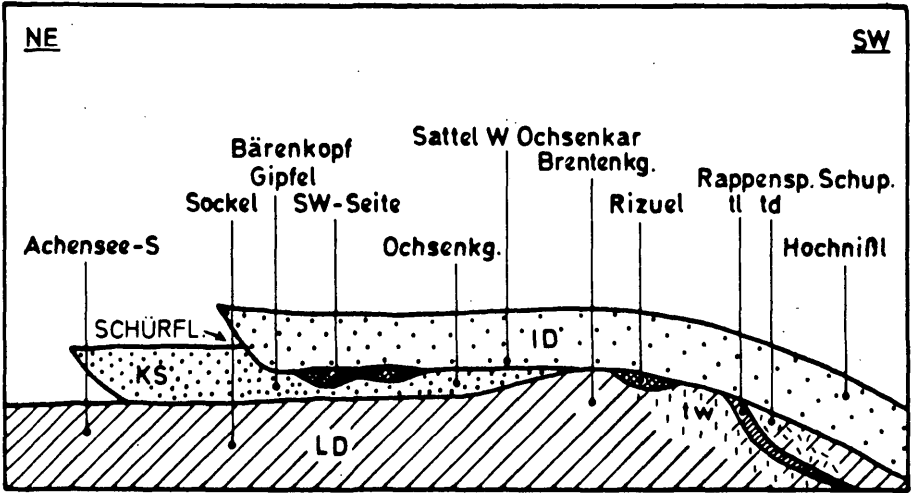 NE
SW
Sattel W Ochsenkar
Bärenkopf
Gipfel
Brentenkg.
Rappensp. Schup.
Sockel
SW-Seite
Rizuel
tl
td
Achensee-S
Ochsenkg.
Hochnißl
SCHÜRFL.
ID
KS
tw
LD